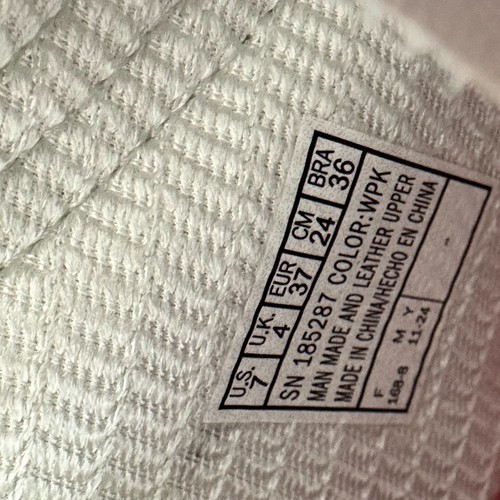 U.S. U.K. EUR CM BRA
7 4 37 24 36
SN 185287 COLOR:WPK
MAN MADE AND LEATHER UPPER
MADE IN CHINA/HECHO EN CHINA
F M Y
168-8 11-24 -